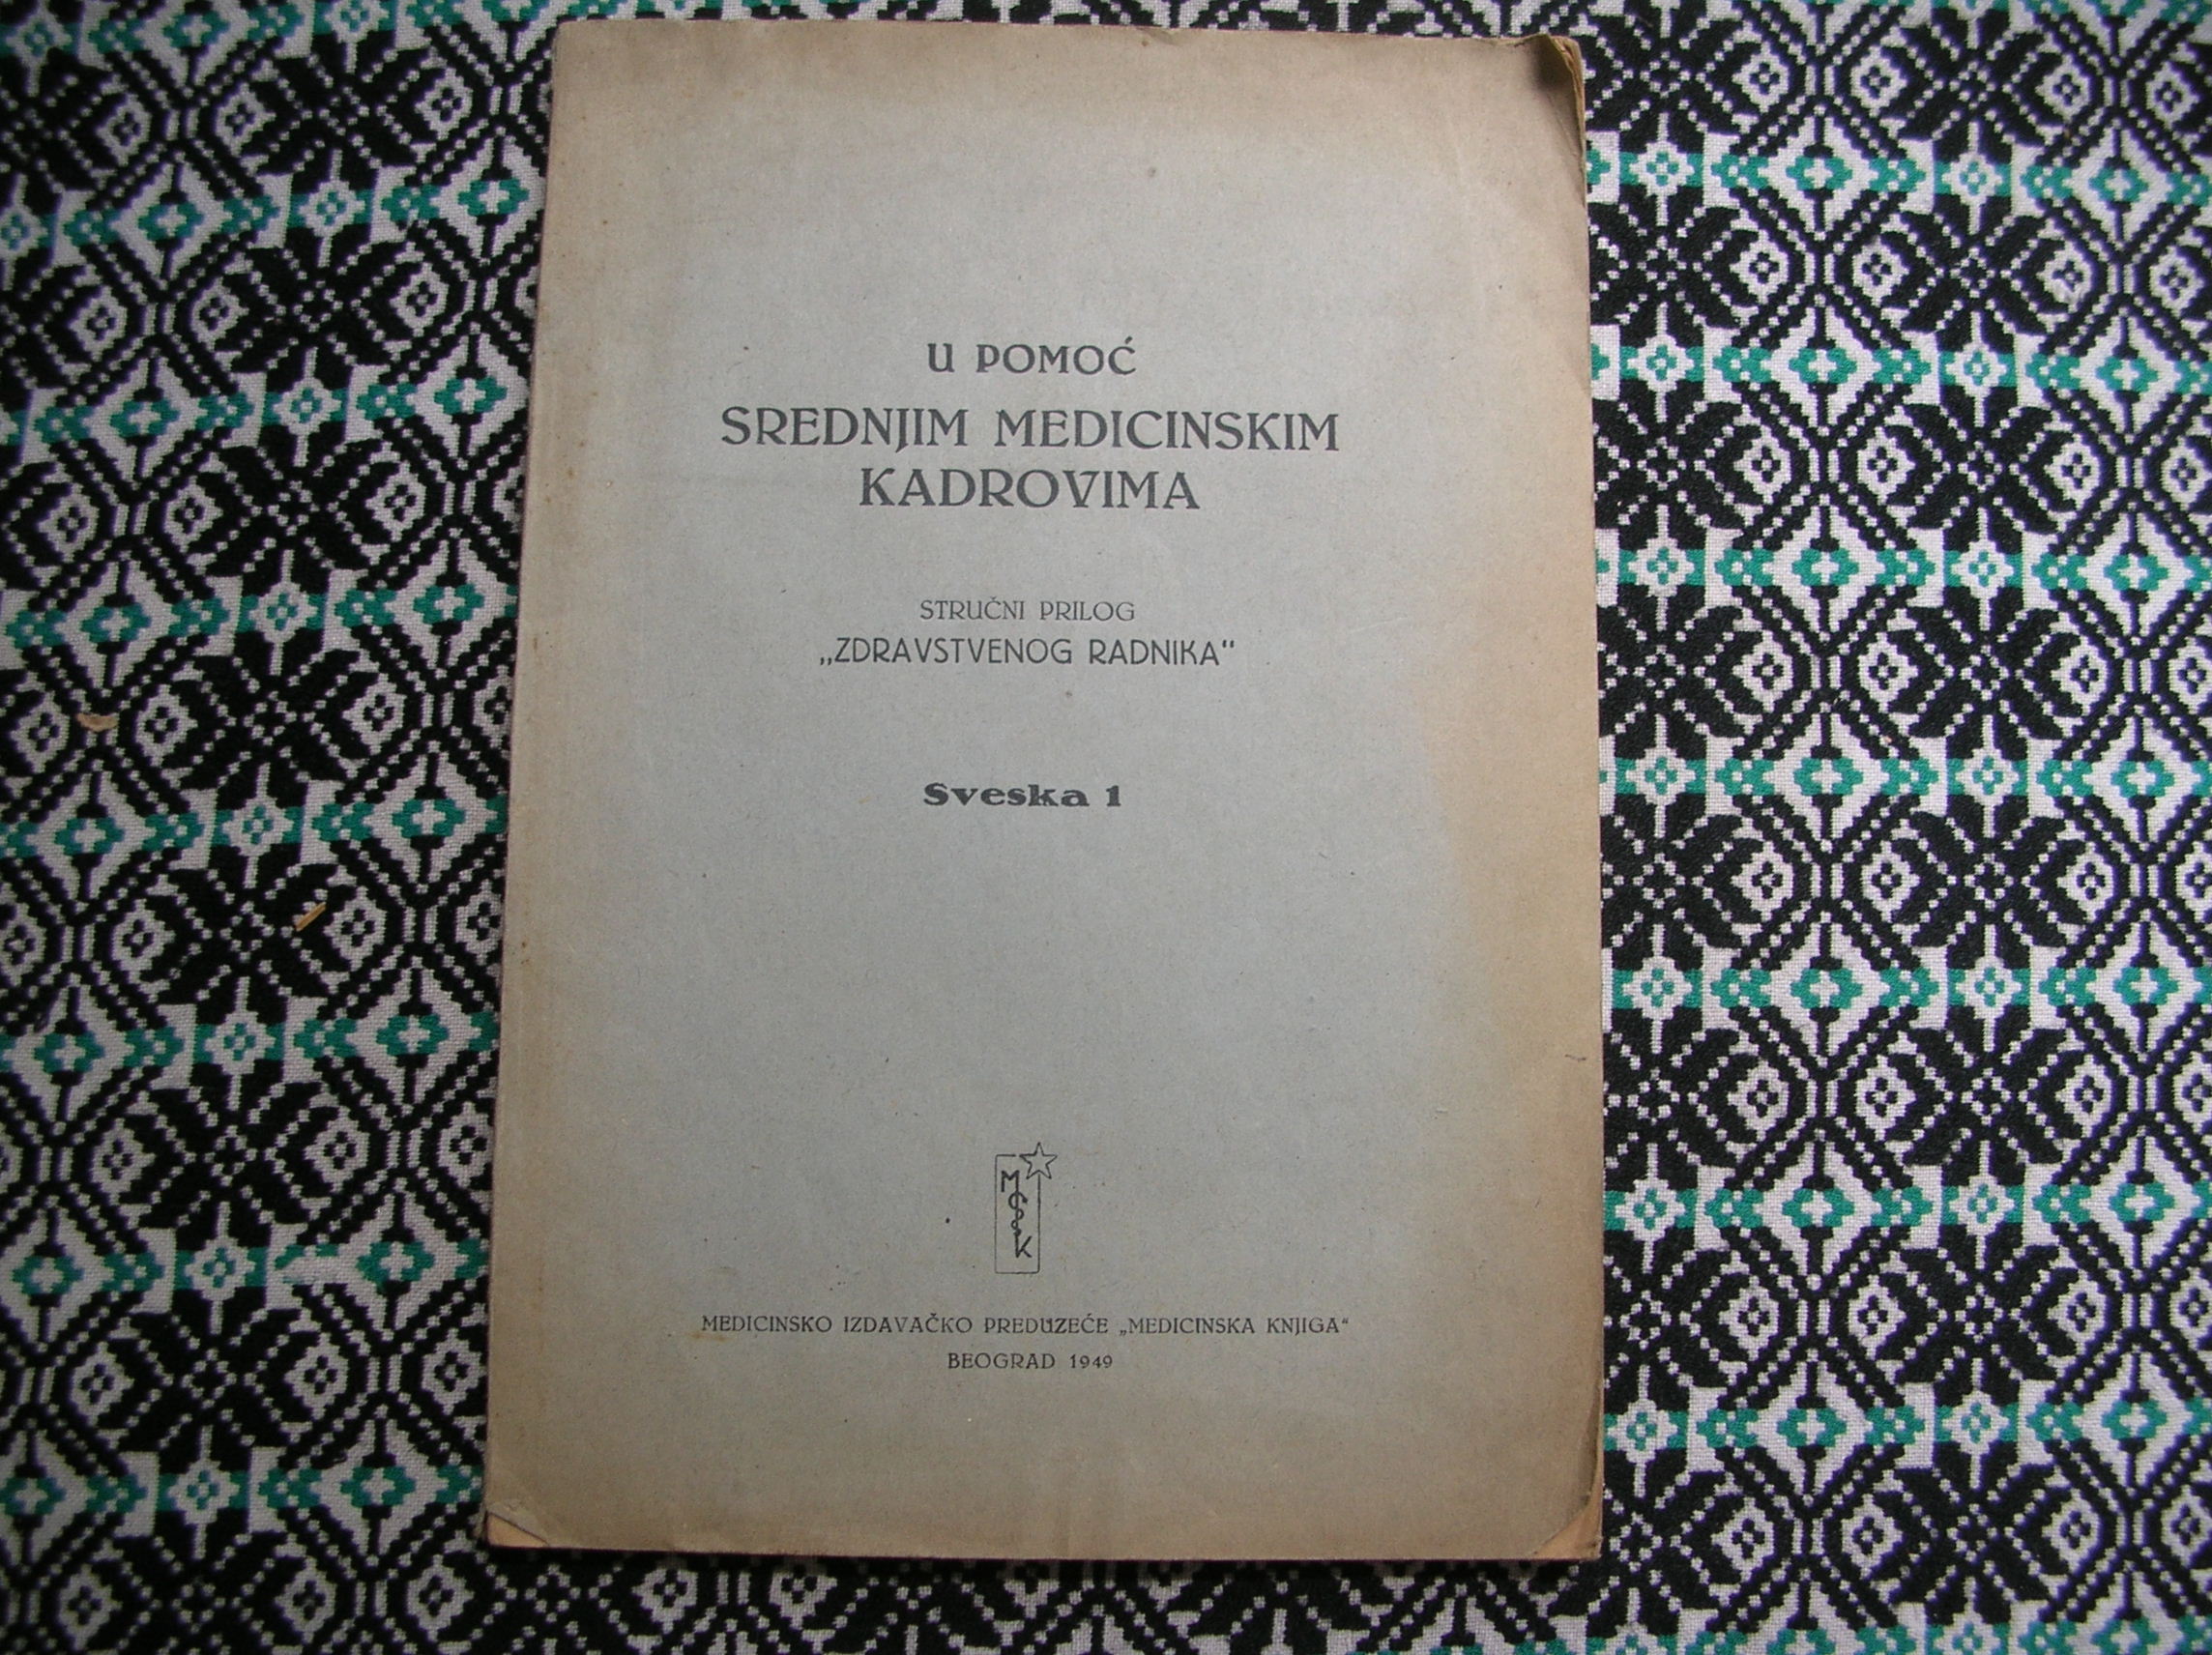 U POMOĆ
SREDNJIM MEDICINSKIM
KADROVIMA
STRUČNI PRILOG
„ZDRAVSTVENOG RADNIKA“
Sveska 1
MEDICINSKO IZDAVAČKO PREDUZEĆE „MEDICINSKA KNJIGA“
BEOGRAD 1949